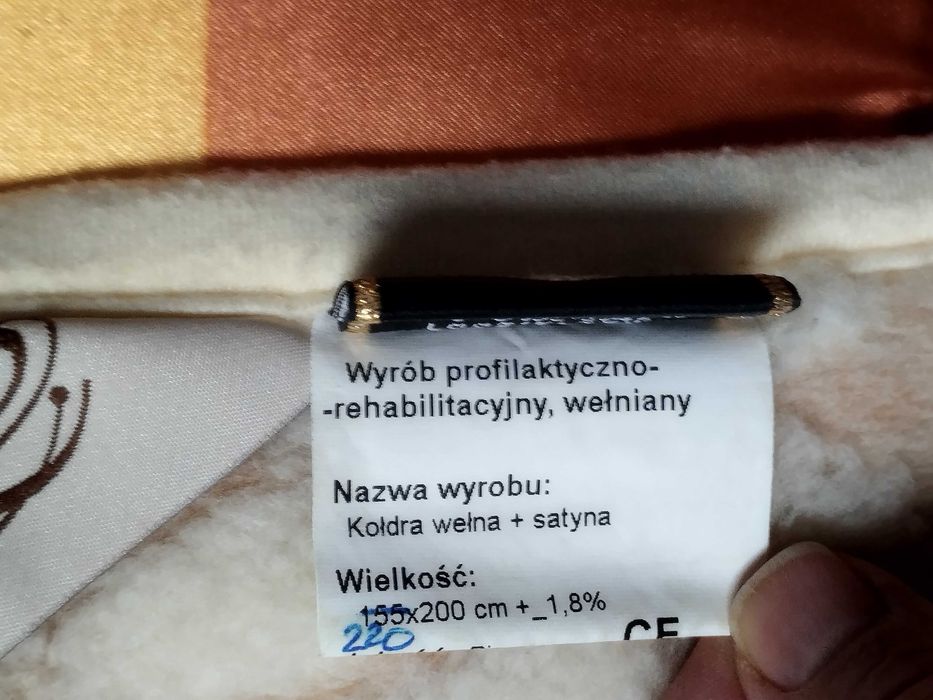 Wyrób profilaktyczno-
-rehabilitacyjny, wełniany
Nazwa wyrobu:
Kołdra wełna + satyna
Wielkość:
155x200 cm +_1,8%
220
CE